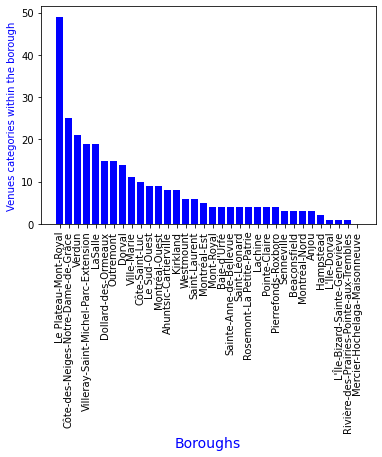 Venues categories within the borough
50
40
30
20
10
0
Le Plateau-Mont-Royal
Côte-des-Neiges-Notre-Dame-de-Grâce
Verdun
Villeray-Saint-Michel-Parc-Extension
LaSalle
Dollard-des-Ormeaux
Outremont
Dorval
Ville-Marie
Côte-Saint-Luc
Le Sud-Ouest
Montréal-Ouest
Ahuntsic-Cartierville
Kirkland
Westmount
Saint-Laurent
Montréal-Est
Mont-Royal
Baie-d'Urfe
Sainte-Anne-de-Bellevue
Saint-Léonard
Rosemont-La Petite-Patrie
Lachine
Pointe-Claire
Pierrefonds-Roxboro
Senneville
Beaconsfield
Montréal-Nord
Anjou
Hampstead
L'Île-Dorval
L'Île-Bizard-Sainte-Geneviève
Rivière-des-Prairies-Pointe-aux-Trembles
Mercier-Hochelaga-Maisonneuve
Boroughs